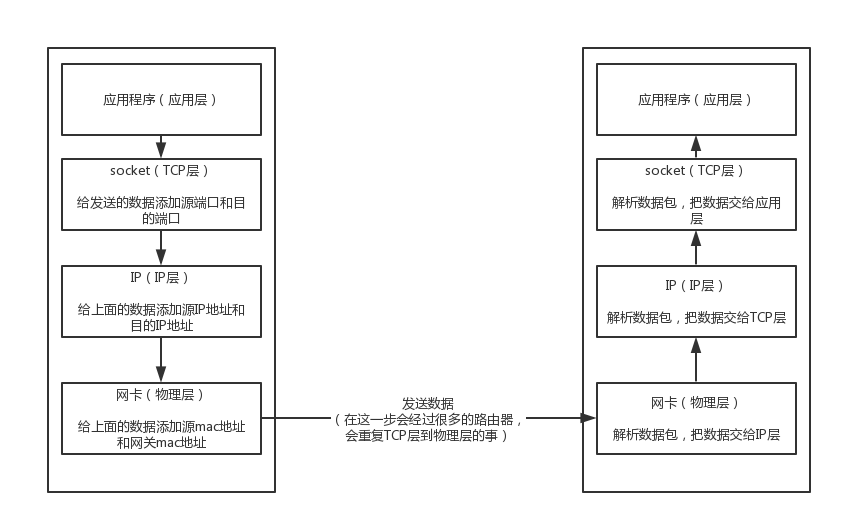 应用程序（应用层）
socket（TCP层）
给发送的数据添加源端口和目
的端口
IP（IP层）
给上面的数据添加源IP地址和
目的IP地址
网卡（物理层）
给上面的数据添加源mac地址
和网关mac地址
发送数据
（在这一步会经过很多的路由器，
会重复TCP层到物理层的事）
应用程序（应用层）
socket（TCP层）
解析数据包，把数据交给应用
层
IP（IP层）
解析数据包，把数据交给TCP层
网卡（物理层）
解析数据包，把数据交给IP层